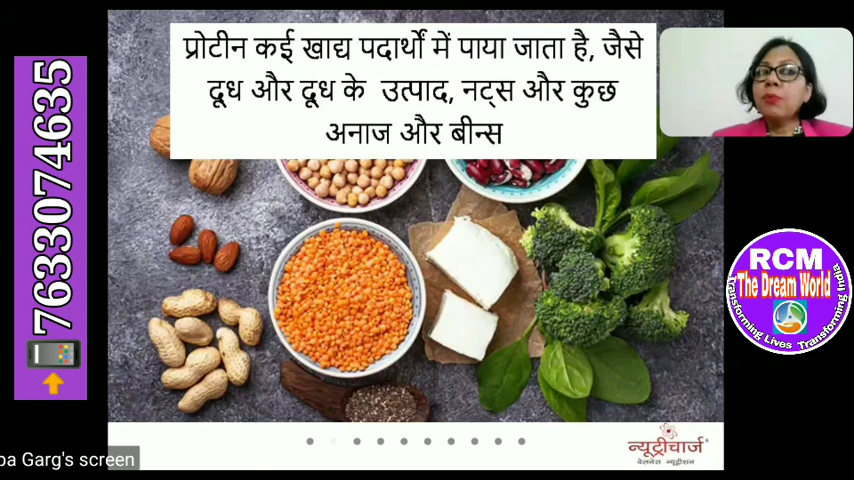 प्रोटीन कई खाद्य पदार्थों में पाया जाता है, जैसे
दूध और दूध के उत्पाद, नट्स और कुछ
अनाज और बीन्स
7633074635
RCM
The Dream World
Transforming Lives Transforming India
न्यूट्रीचार्ज
वेलनेस न्यूट्रीशन
pa Garg's screen